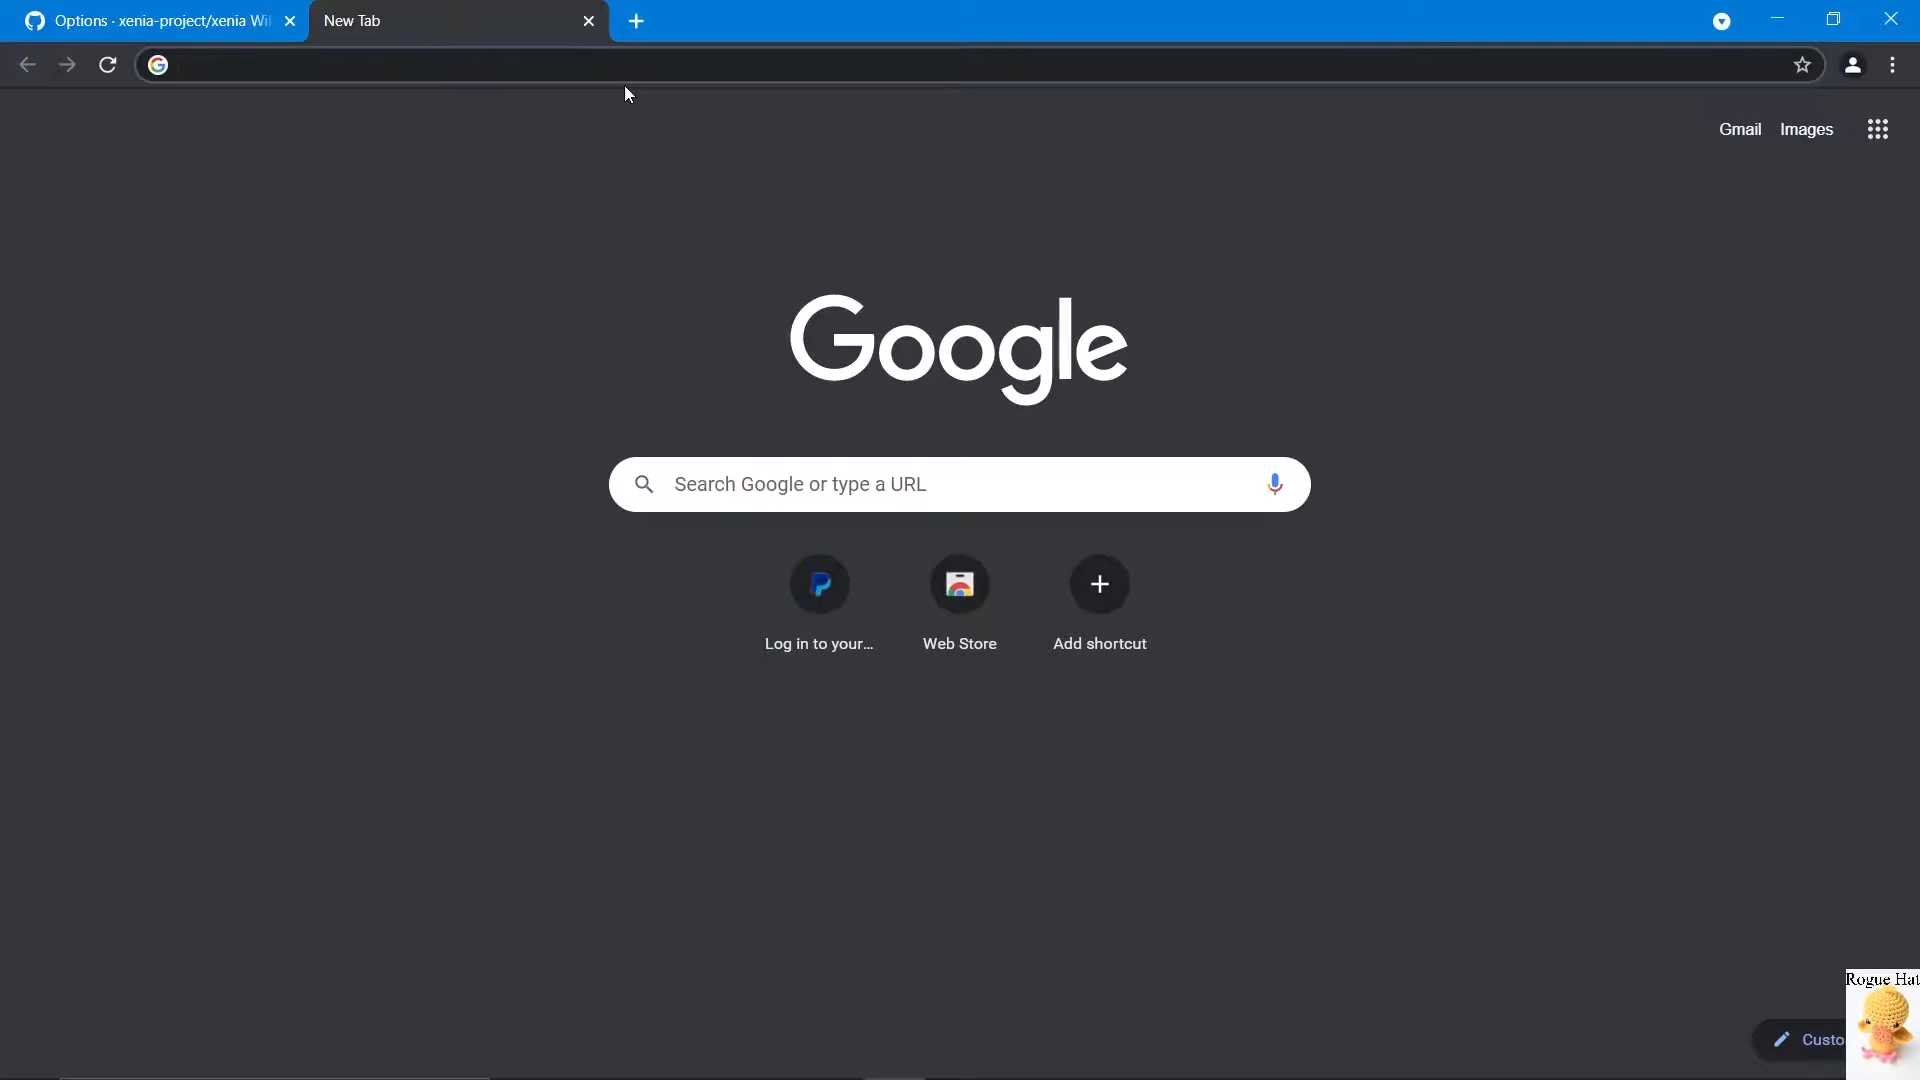 Options · xenia-project/xenia Wi
New Tab
Gmail Images
Google
Search Google or type a URL
Log in to your...
Web Store
Add shortcut
Rogue Hat
Custo